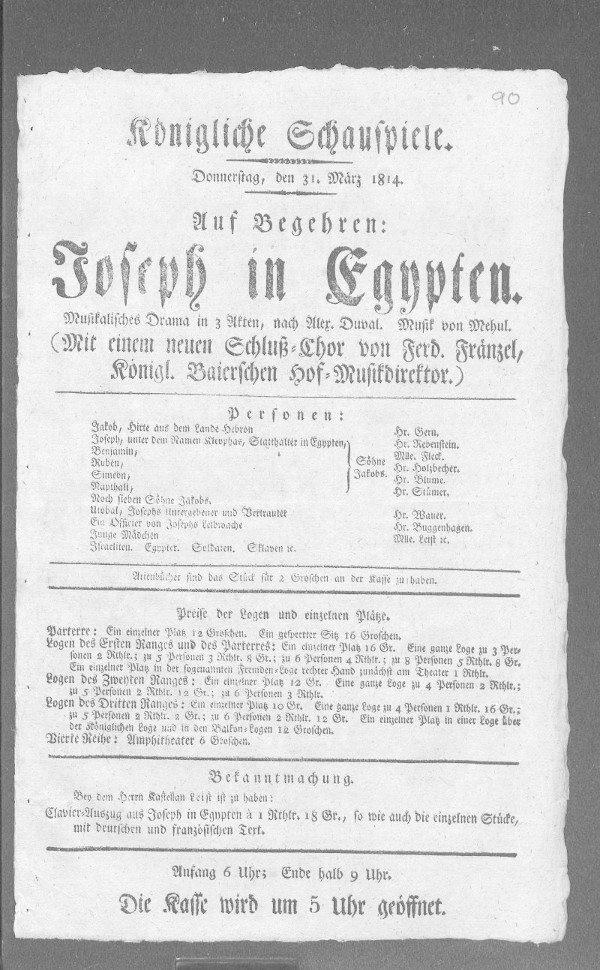 90
Königliche Schauspiele.
Donnerstag, den 31. März 1814.
Auf Begehren:
Joseph in Egypten.
Musikalisches Drama in 3 Akten, nach Alex. Duval. Musik von Mehul.
(Mit einem neuen Schluß-Chor von Ferd. Fränzel,
Königl. Baierschen Hof-Musikdirektor.)
Personen:
Jakob, Hirte aus dem Lande Hebron Hr. Gern.
Joseph, unter dem Namen Kleophas, Statthalter in Egypten, Hr. Rebenstein.
Benjamin, Mlle. Fleck.
Ruben, Söhne Hr. Holzbecher.
Simeon, Jakobs. Hr. Blume.
Napthali, Hr. Stümer.
Noch sieben Söhne Jakobs.
Utobal, Josephs Untergebener und Vertrauter Hr. Wauer.
Ein Officier von Josephs Leibwache Hr. Buggenhagen.
Junge Mädchen Mlle. Leist ꝛc.
Israeliten. Egypter. Soldaten. Sklaven ꝛc.
Arienbücher sind das Stück für 2 Groschen an der Kasse zu haben.
Preise der Logen und einzelnen Plätze.
Parterre: Ein einzelner Platz 12 Groschen. Ein gesperrter Sitz 16 Groschen.
Logen des Ersten Ranges und des Parterres: Ein einzelner Platz 16 Gr. Eine ganze Loge zu 3 Per-
sonen 2 Rthlr.; zu 5 Personen 3 Rthlr. 8 Gr.; zu 6 Personen 4 Rthlr.; zu 8 Personen 5 Rthlr. 8 Gr.
Ein einzelner Platz in der sogenannten Fremden-Loge rechter Hand zunächst am Theater 1 Rthlr.
Logen des Zweyten Ranges: Ein einzelner Platz 12 Gr. Eine ganze Loge zu 4 Personen 2 Rthlr.;
zu 5 Personen 2 Rthlr. 12 Gr.; zu 6 Personen 3 Rthlr.
Logen des Dritten Ranges: Ein einzelner Platz 10 Gr. Eine ganze Loge zu 4 Personen 1 Rthlr. 16 Gr.;
zu 5 Personen 2 Rthlr. 2 Gr.; zu 6 Personen 2 Rthlr. 12 Gr. Ein einzelner Platz in einer Loge über
der Königlichen Loge und in den Balkon-Logen 12 Groschen.
Vierte Reihe: Amphitheater 6 Groschen.
Bekanntmachung.
Bey dem Herrn Kastellan Leist ist zu haben:
Clavier-Auszug aus Joseph in Egypten à 1 Rthlr. 18 Gr., so wie auch die einzelnen Stücke,
mit deutschen und französischen Text.
Anfang 6 Uhr; Ende halb 9 Uhr.
Die Kasse wird um 5 Uhr geöffnet.